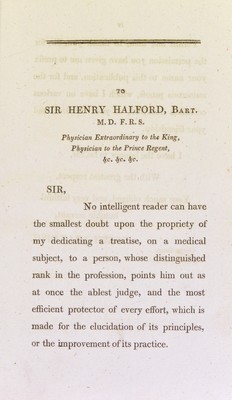 TO
SIR HENRY HALFORD, BART.
M. D. F. R. S.
Physician Extraordinary to the King,
Physician to the Prince Regent,
&c. &c. &c.
SIR,
No intelligent reader can have
the smallest doubt upon the propriety of
my dedicating a treatise, on a medical
subject, to a person, whose distinguished
rank in the profession, points him out as
at once the ablest judge, and the most
efficient protector of every effort, which is
made for the elucidation of its principles,
or the improvement of its practice.